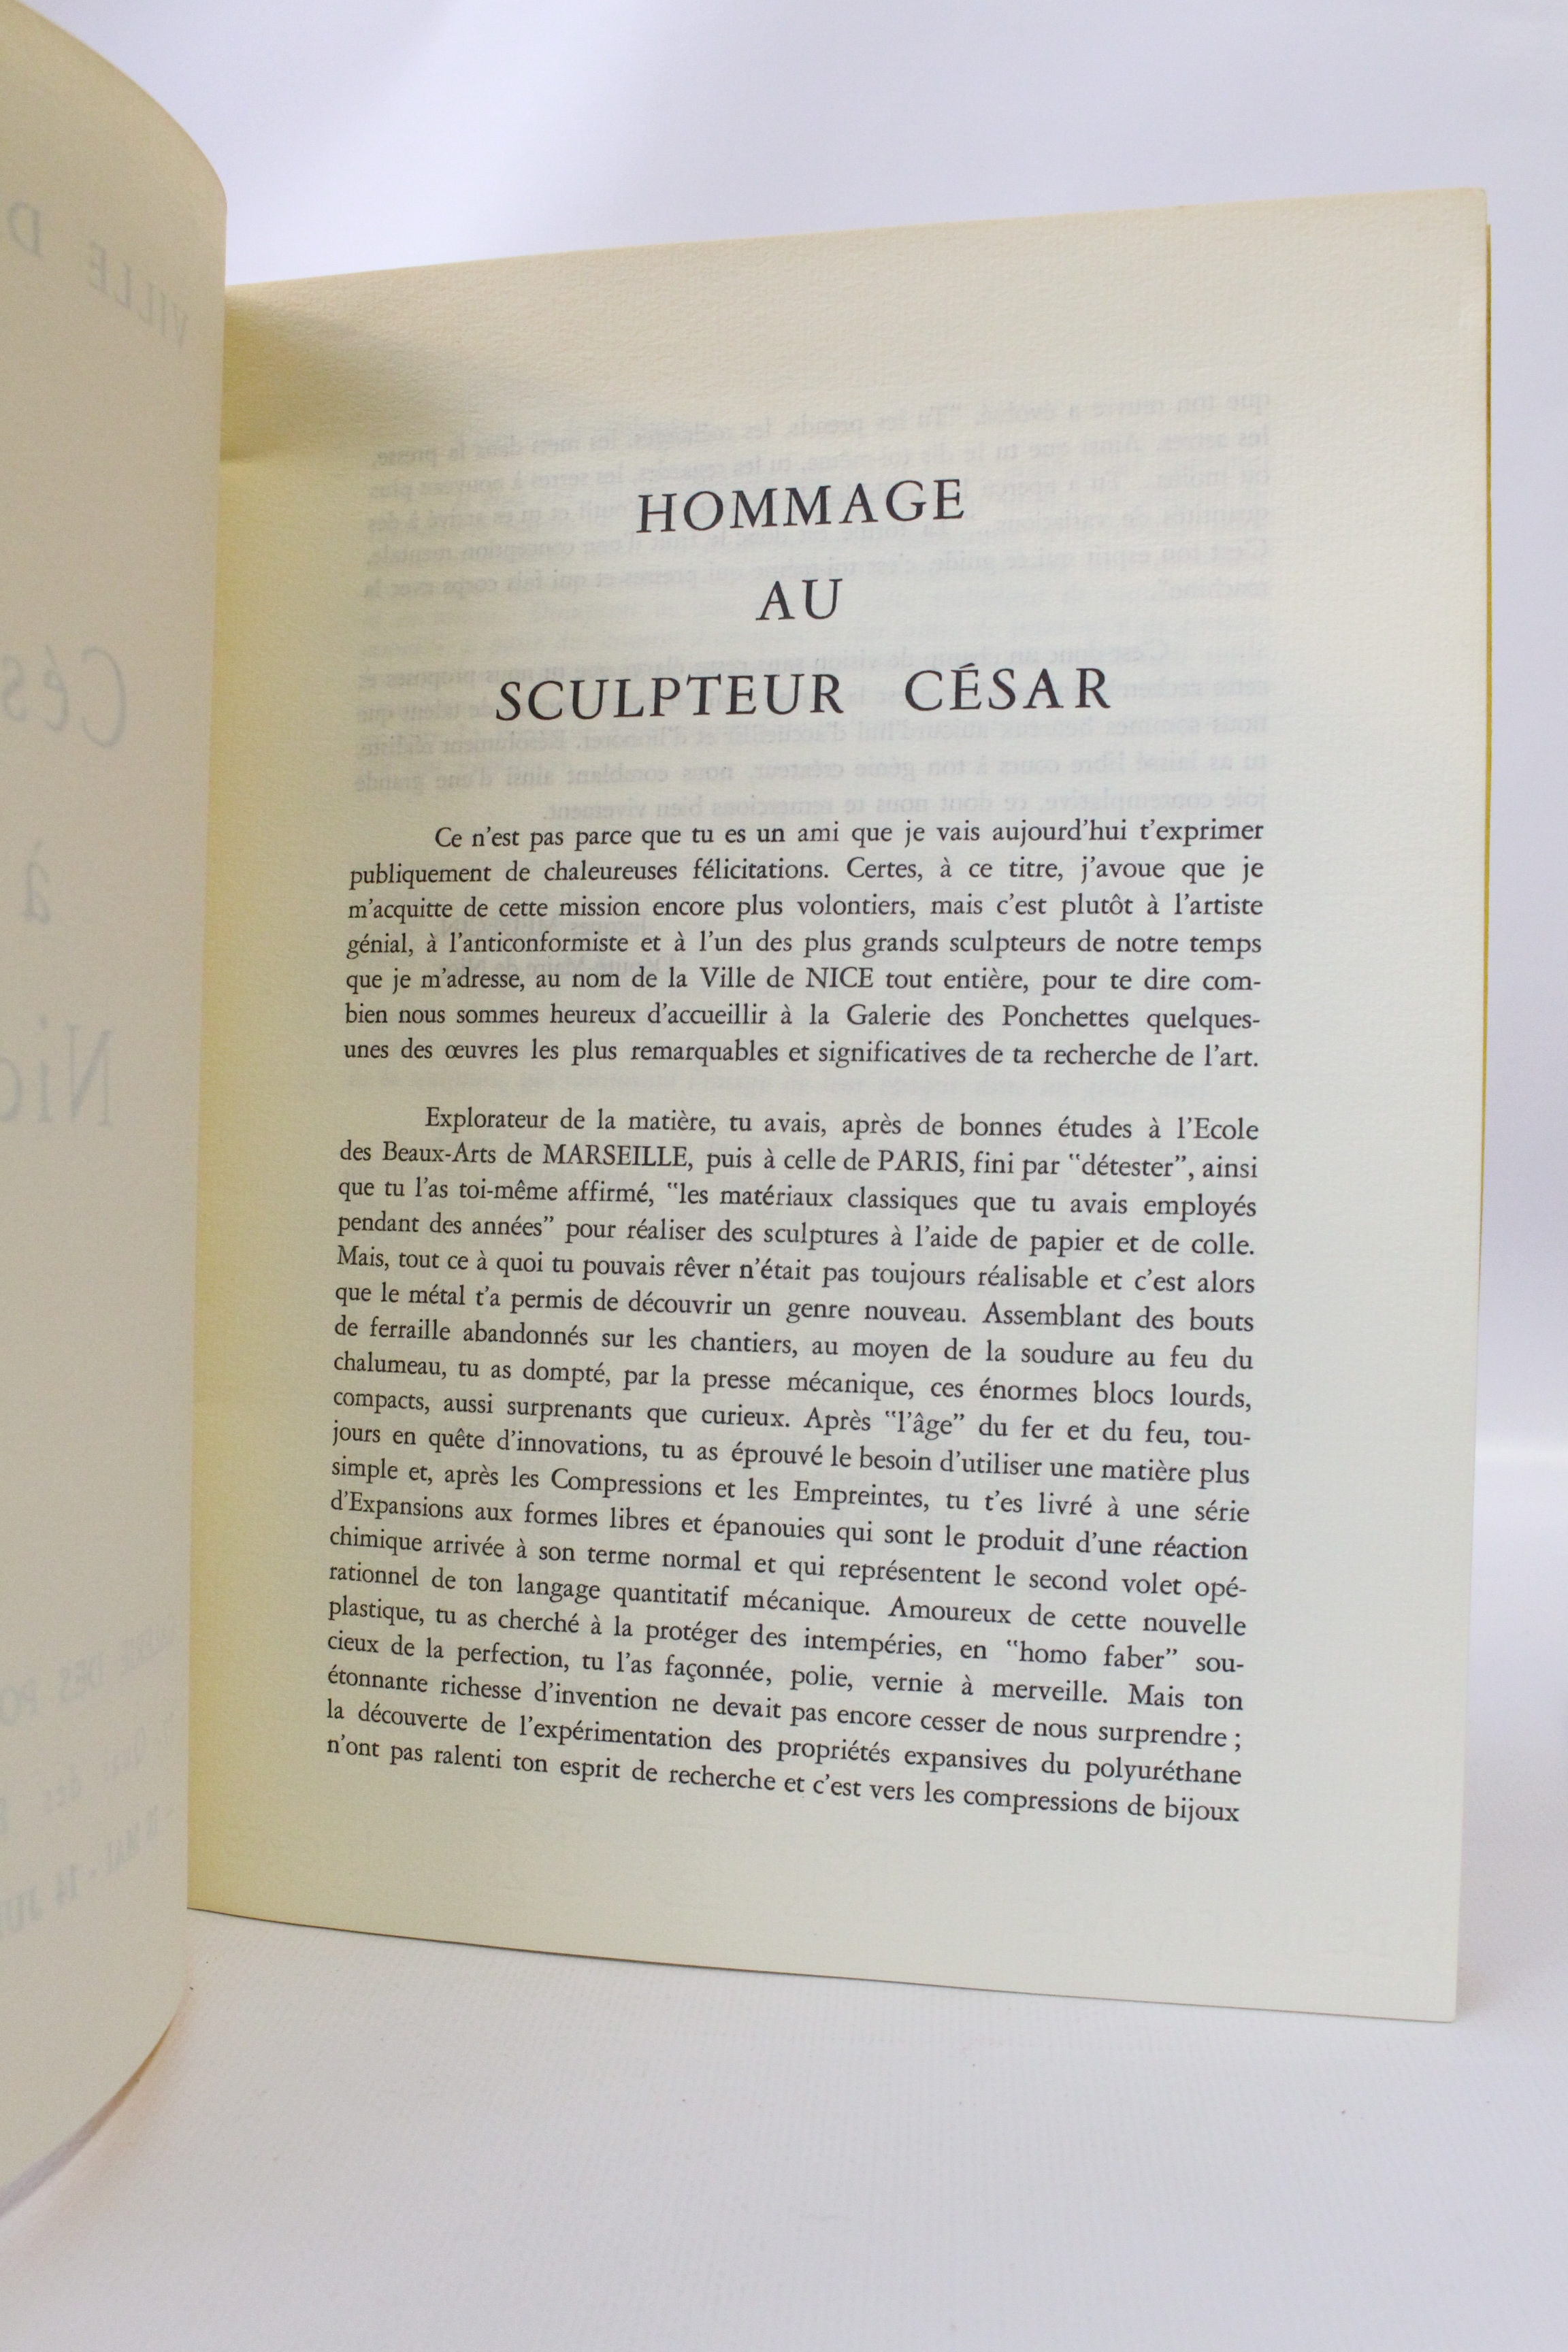 HOMMAGE
AU
SCULPTEUR CÉSAR
Ce n'est pas parce que tu es un ami que je vais aujourd'hui t'exprimer
publiquement de chaleureuses félicitations. Certes, à ce titre, j'avoue que je
m'acquitte de cette mission encore plus volontiers, mais c'est plutôt à l'artiste
génial, à l'anticonformiste et à l'un des plus grands sculpteurs de notre temps
que je m'adresse, au nom de la Ville de NICE tout entière, pour te dire com-
bien nous sommes heureux d'accueillir à la Galerie des Ponchettes quelques-
unes des œuvres les plus remarquables et significatives de ta recherche de l'art.
Explorateur de la matière, tu avais, après de bonnes études à l'Ecole
des Beaux-Arts de MARSEILLE, puis à celle de PARIS, fini par "détester", ainsi
que tu l'as toi-même affirmé, "les matériaux classiques que tu avais employés
pendant des années" pour réaliser des sculptures à l'aide de papier et de colle.
Mais, tout ce à quoi tu pouvais rêver n'était pas toujours réalisable et c'est alors
que le métal t'a permis de découvrir un genre nouveau. Assemblant des bouts
de ferraille abandonnés sur les chantiers, au moyen de la soudure au feu du
chalumeau, tu as dompté, par la presse mécanique, ces énormes blocs lourds,
compacts, aussi surprenants que curieux. Après "l'âge" du fer et du feu, tou-
jours en quête d'innovations, tu as éprouvé le besoin d'utiliser une matière plus
simple et, après les Compressions et les Empreintes, tu t'es livré à une série
d'Expansions aux formes libres et épanouies qui sont le produit d'une réaction
chimique arrivée à son terme normal et qui représentent le second volet opé-
rationnel de ton langage quantitatif mécanique. Amoureux de cette nouvelle
plastique, tu as cherché à la protéger des intempéries, en "homo faber" sou-
cieux de la perfection, tu l'as façonnée, polie, vernie à merveille. Mais ton
étonnante richesse d'invention ne devait pas encore cesser de nous surprendre ;
la découverte de l'expérimentation des propriétés expansives du polyuréthane
n'ont pas ralenti ton esprit de recherche et c'est vers les compressions de bijoux